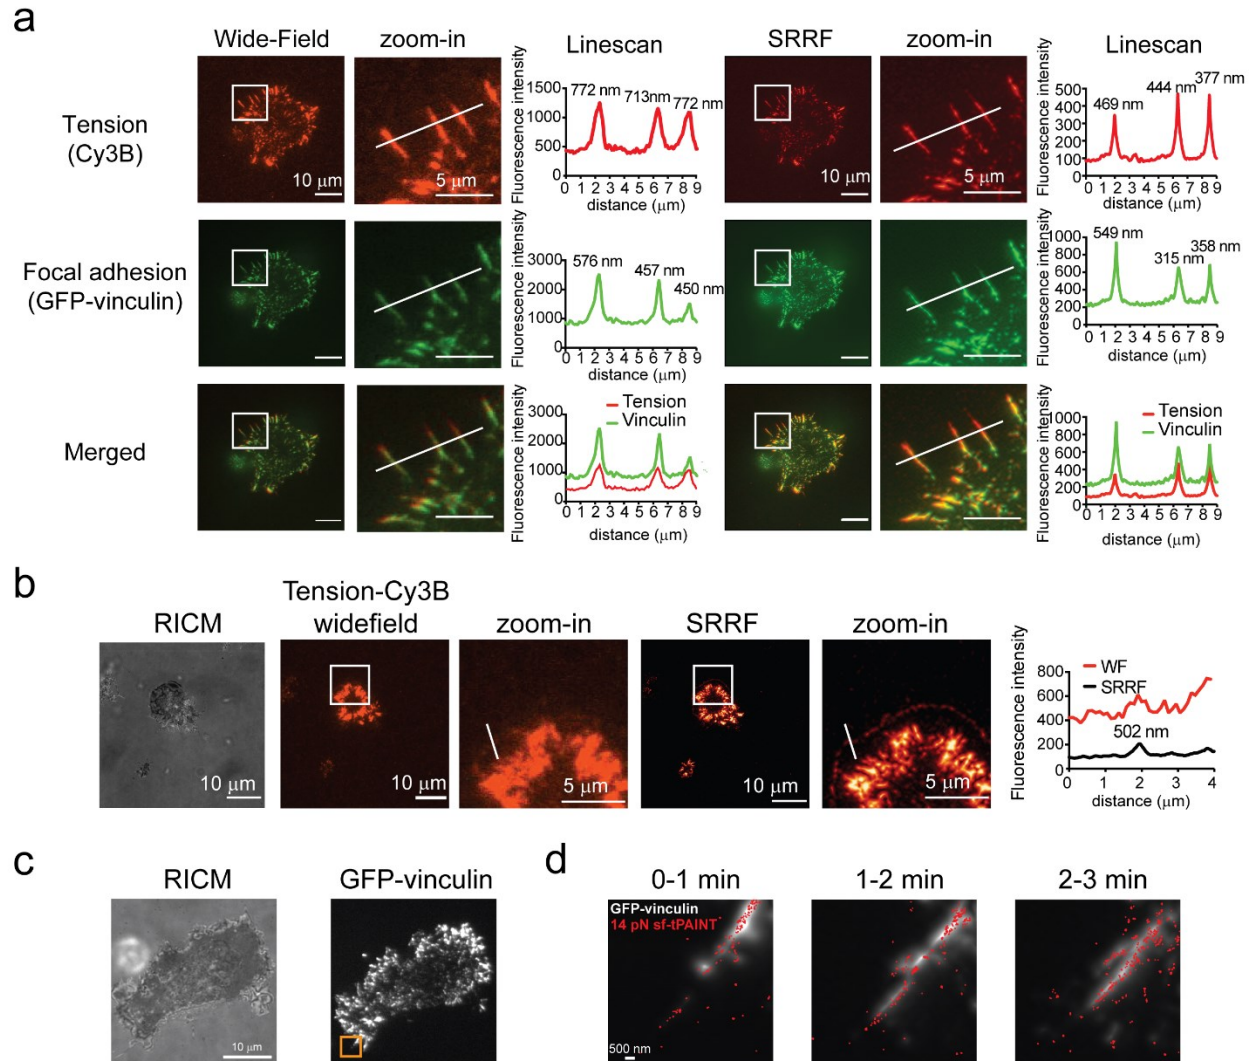 a
Wide-Field
zoom-in
Linescan
SRRF
zoom-in
Linescan
Tension
(Cy3B)
10 μm
5 μm
Fluorescence intensity
1500
1000
500
0
772 nm
713nm
772 nm
0 1 2 3 4 5 6 7 8 9
distance (μm)
10 μm
5 μm
Fluorescence intensity
500
400
300
200
100
0
469 nm
444 nm
377 nm
0 1 2 3 4 5 6 7 8 9
distance (μm)
Focal adhesion
(GFP-vinculin)
Fluorescence intensity
3000
2000
1000
0
576 nm
457 nm
450 nm
0 1 2 3 4 5 6 7 8 9
distance (μm)
Fluorescence intensity
1000
800
600
400
200
0
549 nm
315 nm
358 nm
0 1 2 3 4 5 6 7 8 9
distance (μm)
Merged
Fluorescence intensity
3000
2000
1000
0
Tension
Vinculin
0 1 2 3 4 5 6 7 8 9
distance (μm)
Fluorescence intensity
1000
800
600
400
200
0
Tension
Vinculin
0 1 2 3 4 5 6 7 8 9
distance (μm)
b
RICM
Tension-Cy3B
widefield
zoom-in
SRRF
zoom-in
10 μm
10 μm
5 μm
10 μm
5 μm
Fluorescence intensity
800
600
400
200
0
WF
SRRF
502 nm
0 1 2 3 4
distance (μm)
c
RICM
GFP-vinculin
10 μm
d
0-1 min
1-2 min
2-3 min
GFP-vinculin
14 pN sf-tPAINT
500 nm